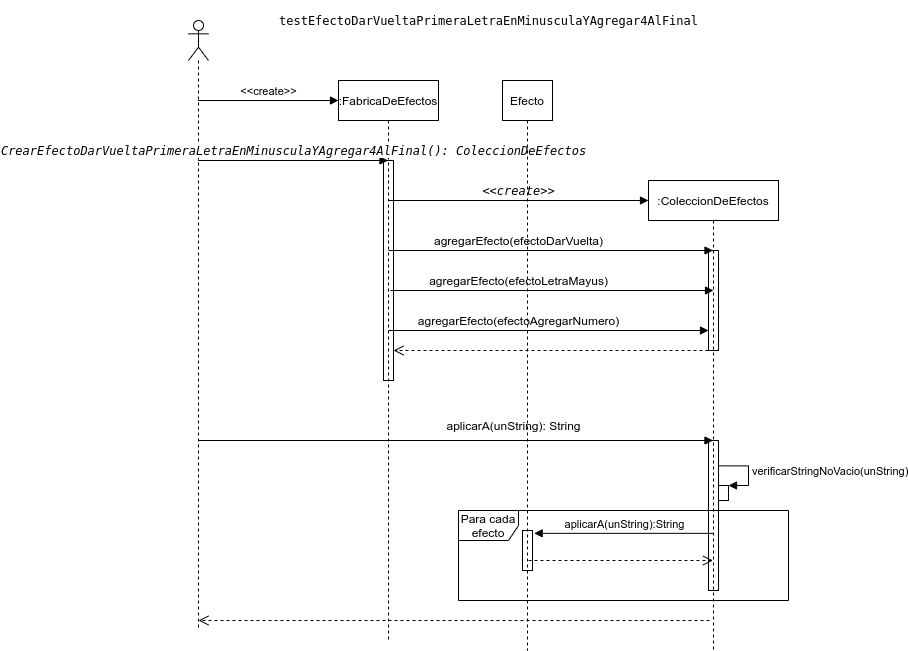 testEfectoDarVueltaPrimeraLetraEnMinusculaYAgregar4AlFinal
<<create>>
:FabricaDeEfectos
Efecto
CrearEfectoDarVueltaPrimeraLetraEnMinusculaYAgregar4AlFinal(): ColeccionDeEfectos
<<create>>
:ColeccionDeEfectos
agregarEfecto(efectoDarVuelta)
agregarEfecto(efectoLetraMayus)
agregarEfecto(efectoAgregarNumero)
aplicarA(unString): String
verificarStringNoVacio(unString)
Para cada
efecto
aplicarA(unString):String